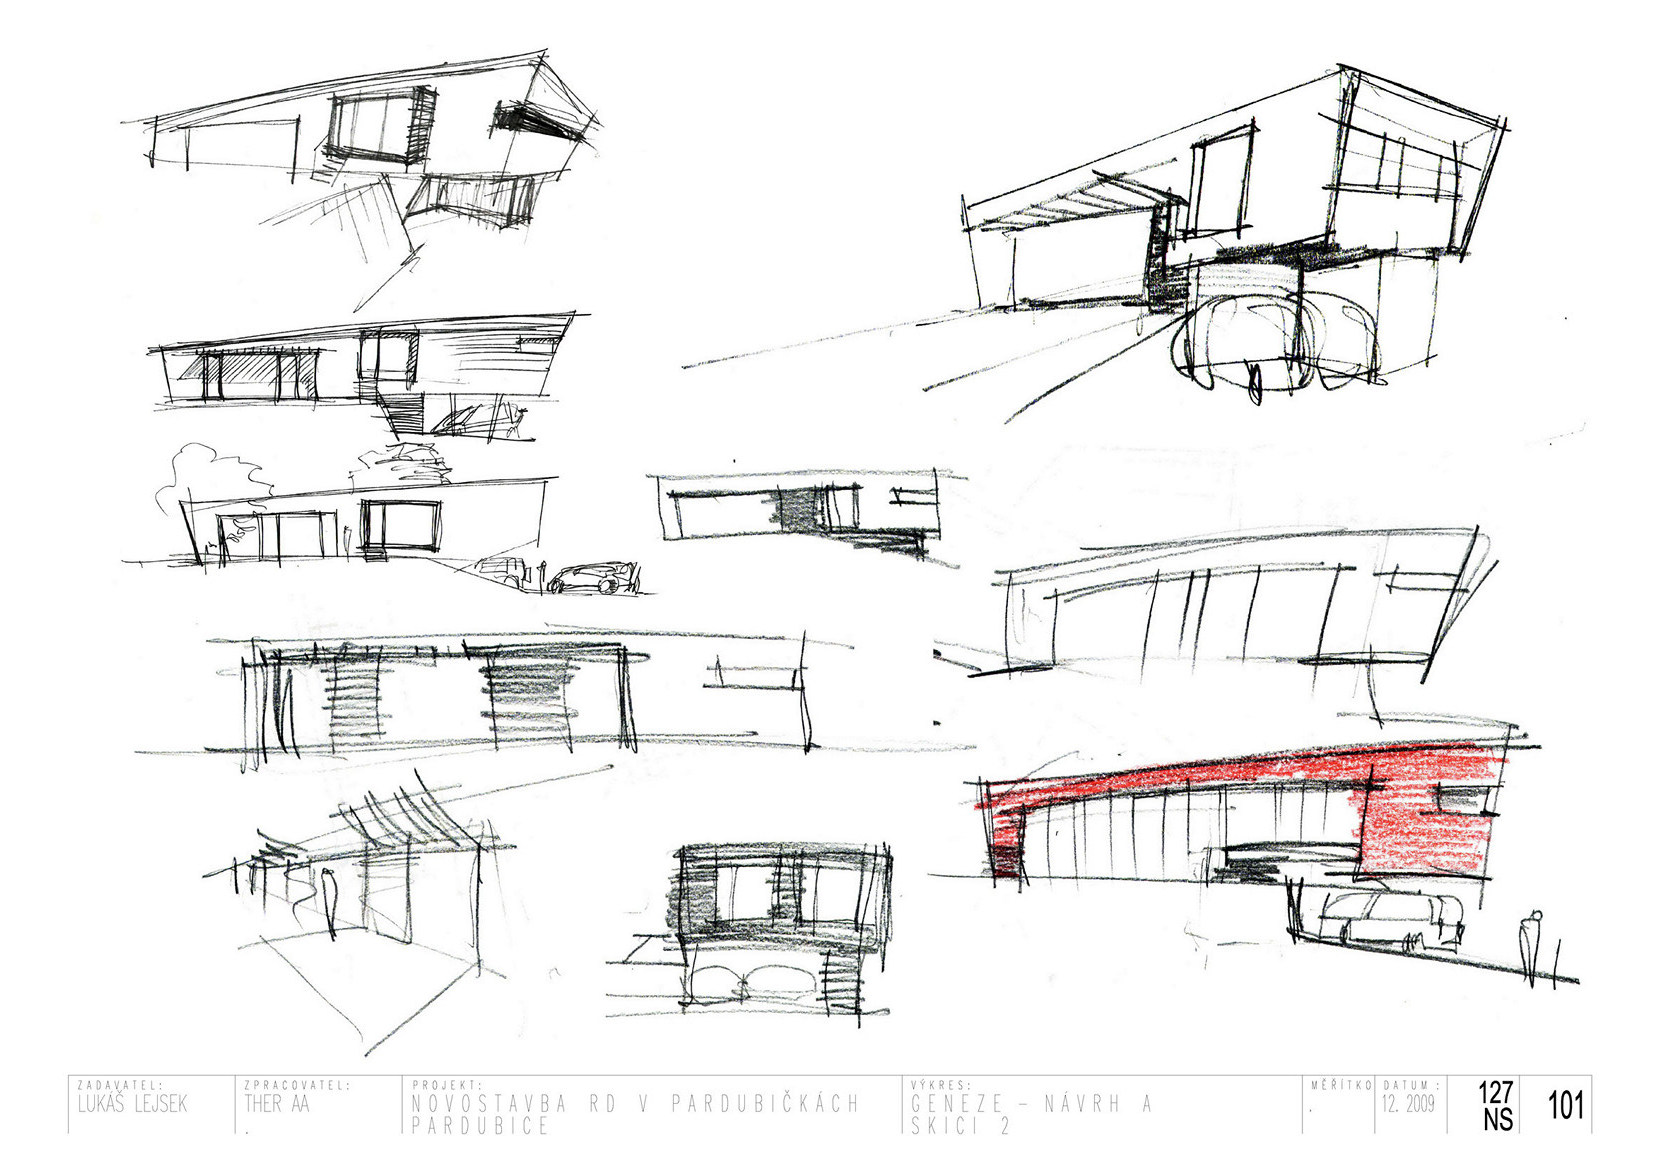 ZADAVATEL:
LUKÁŠ LEJSEK
ZPRACOVATEL:
THER AA
.
PROJEKT:
NOVOSTAVBA RD V PARDUBIČKÁCH
PARDUBICE
VÝKRES:
GENEZE – NÁVRH A
SKICI 2
MĚŘÍTKO
.
DATUM:
12. 2009
127
NS
101